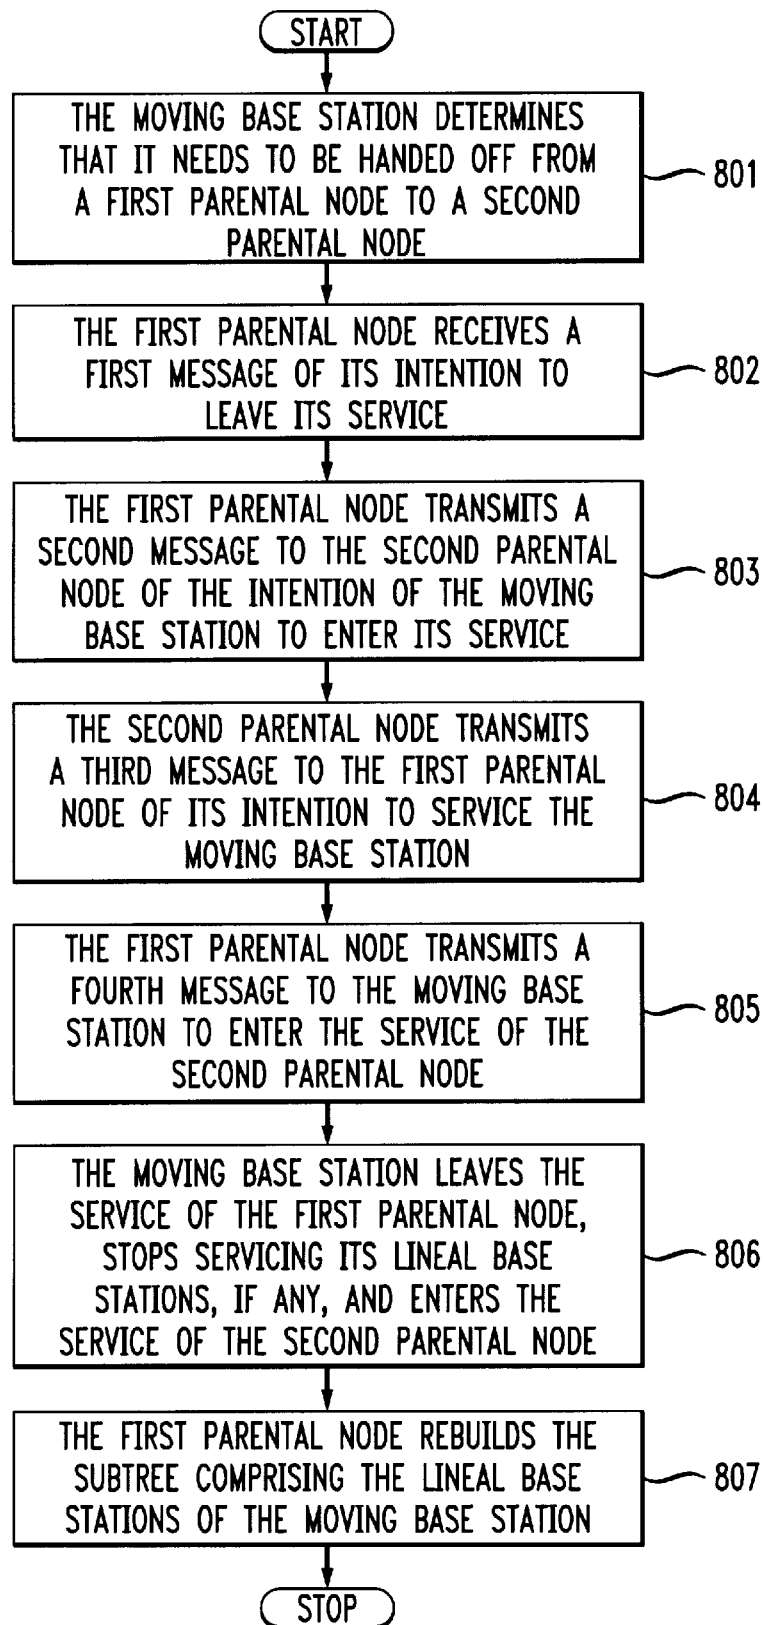 START
THE MOVING BASE STATION DETERMINES
THAT IT NEEDS TO BE HANDED OFF FROM
A FIRST PARENTAL NODE TO A SECOND
PARENTAL NODE
801
THE FIRST PARENTAL NODE RECEIVES A
FIRST MESSAGE OF ITS INTENTION TO
LEAVE ITS SERVICE
802
THE FIRST PARENTAL NODE TRANSMITS A
SECOND MESSAGE TO THE SECOND PARENTAL
NODE OF THE INTENTION OF THE MOVING
BASE STATION TO ENTER ITS SERVICE
803
THE SECOND PARENTAL NODE TRANSMITS
A THIRD MESSAGE TO THE FIRST PARENTAL
NODE OF ITS INTENTION TO SERVICE THE
MOVING BASE STATION
804
THE FIRST PARENTAL NODE TRANSMITS A
FOURTH MESSAGE TO THE MOVING BASE
STATION TO ENTER THE SERVICE OF THE
SECOND PARENTAL NODE
805
THE MOVING BASE STATION LEAVES THE
SERVICE OF THE FIRST PARENTAL NODE,
STOPS SERVICING ITS LINEAL BASE
STATIONS, IF ANY, AND ENTERS THE
SERVICE OF THE SECOND PARENTAL NODE
806
THE FIRST PARENTAL NODE REBUILDS THE
SUBTREE COMPRISING THE LINEAL BASE
STATIONS OF THE MOVING BASE STATION
807
STOP